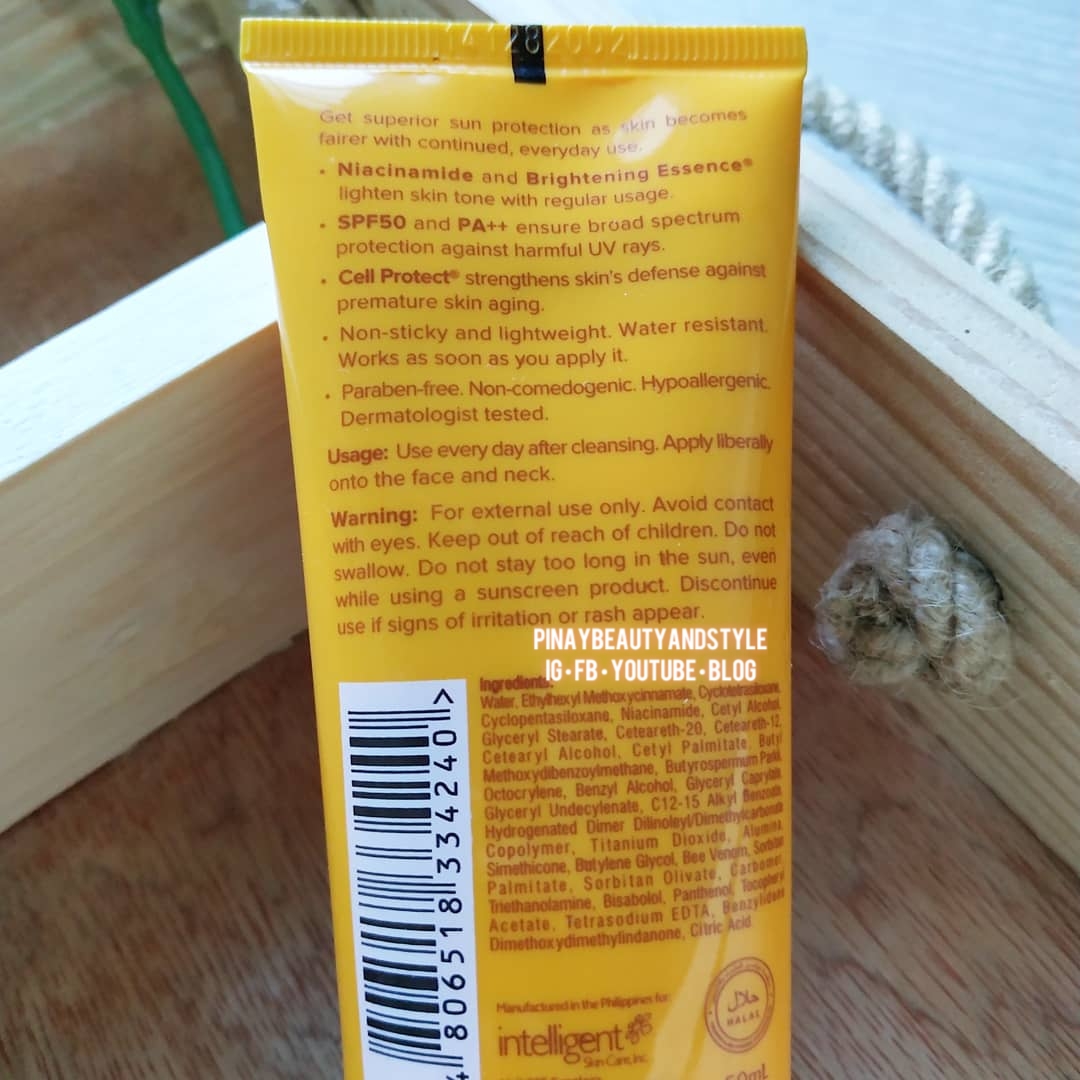 Get superior sun protection as skin becomes
fairer with continued, everyday use.
• Niacinamide and Brightening Essence®
lighten skin tone with regular usage.
• SPF50 and PA++ ensure broad spectrum
protection against harmful UV rays.
• Cell Protect® strengthens skin's defense against
premature skin aging.
• Non-sticky and lightweight. Water resistant.
Works as soon as you apply it.
• Paraben-free. Non-comedogenic. Hypoallergenic.
Dermatologist tested.
Usage: Use every day after cleansing. Apply liberally
onto the face and neck.
Warning: For external use only. Avoid contact
with eyes. Keep out of reach of children. Do not
swallow. Do not stay too long in the sun, even
while using a sunscreen product. Discontinue
use if signs of irritation or rash appear.
PINAYBEAUTYANDSTYLE
IG • FB • YOUTUBE • BLOG
Ingredients:
Water, Ethylhexyl Methoxycinnamate, Cyclotetrasiloxane,
Cyclopentasiloxane, Niacinamide, Cetyl Alcohol,
Glyceryl Stearate, Ceteareth-20, Ceteareth-12,
Cetearyl Alcohol, Cetyl Palmitate, Butyl
Methoxydibenzoylmethane, Butyrospermum Parkii,
Octocrylene, Benzyl Alcohol, Glyceryl Caprylate,
Glyceryl Undecylenate, C12-15 Alkyl Benzoate,
Hydrogenated Dimer Dilinoleyl/Dimethylcarbonate
Copolymer, Titanium Dioxide, Alumina,
Simethicone, Butylene Glycol, Bee Venom, Sorbitan
Palmitate, Sorbitan Olivate, Carbomer,
Triethanolamine, Bisabolol, Panthenol, Tocopheryl
Acetate, Tetrasodium EDTA, Benzylidene
Dimethoxydimethylindanone, Citric Acid
4 806518 334240 >
Manufactured in the Philippines for:
intelligent
Skin Care, Inc.
حلال
HALAL
50mL